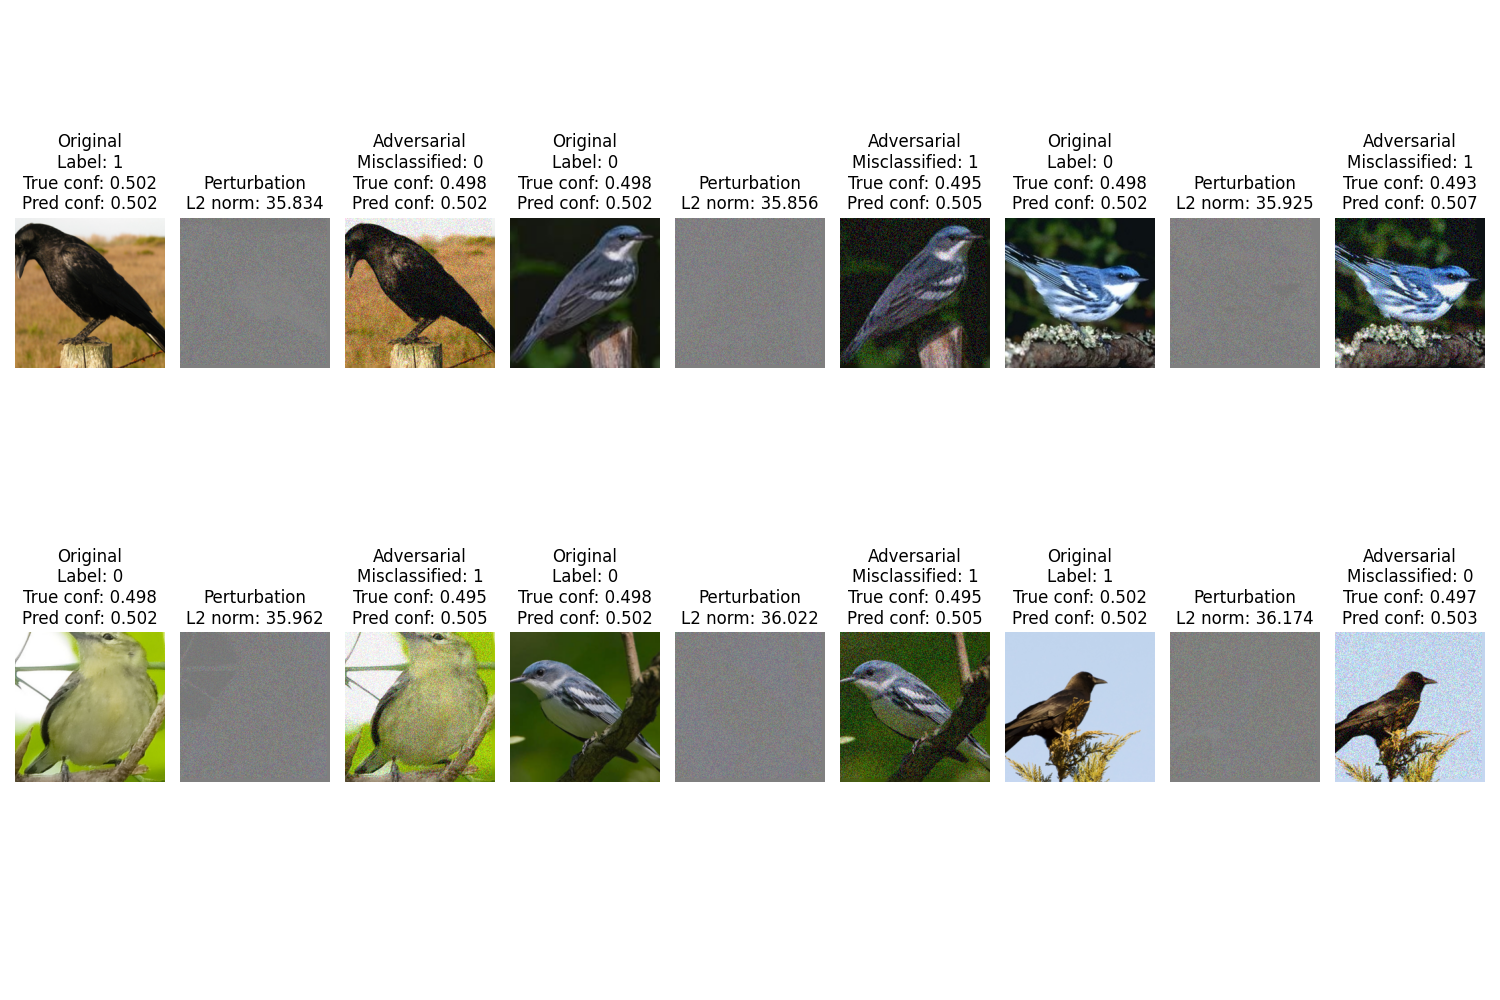 Original
Label: 1
True conf: 0.502
Pred conf: 0.502
Perturbation
L2 norm: 35.834
Adversarial
Misclassified: 0
True conf: 0.498
Pred conf: 0.502
Original
Label: 0
True conf: 0.498
Pred conf: 0.502
Perturbation
L2 norm: 35.856
Adversarial
Misclassified: 1
True conf: 0.495
Pred conf: 0.505
Original
Label: 0
True conf: 0.498
Pred conf: 0.502
Perturbation
L2 norm: 35.925
Adversarial
Misclassified: 1
True conf: 0.493
Pred conf: 0.507
Original
Label: 0
True conf: 0.498
Pred conf: 0.502
Perturbation
L2 norm: 35.962
Adversarial
Misclassified: 1
True conf: 0.495
Pred conf: 0.505
Original
Label: 0
True conf: 0.498
Pred conf: 0.502
Perturbation
L2 norm: 36.022
Adversarial
Misclassified: 1
True conf: 0.495
Pred conf: 0.505
Original
Label: 1
True conf: 0.502
Pred conf: 0.502
Perturbation
L2 norm: 36.174
Adversarial
Misclassified: 0
True conf: 0.497
Pred conf: 0.503